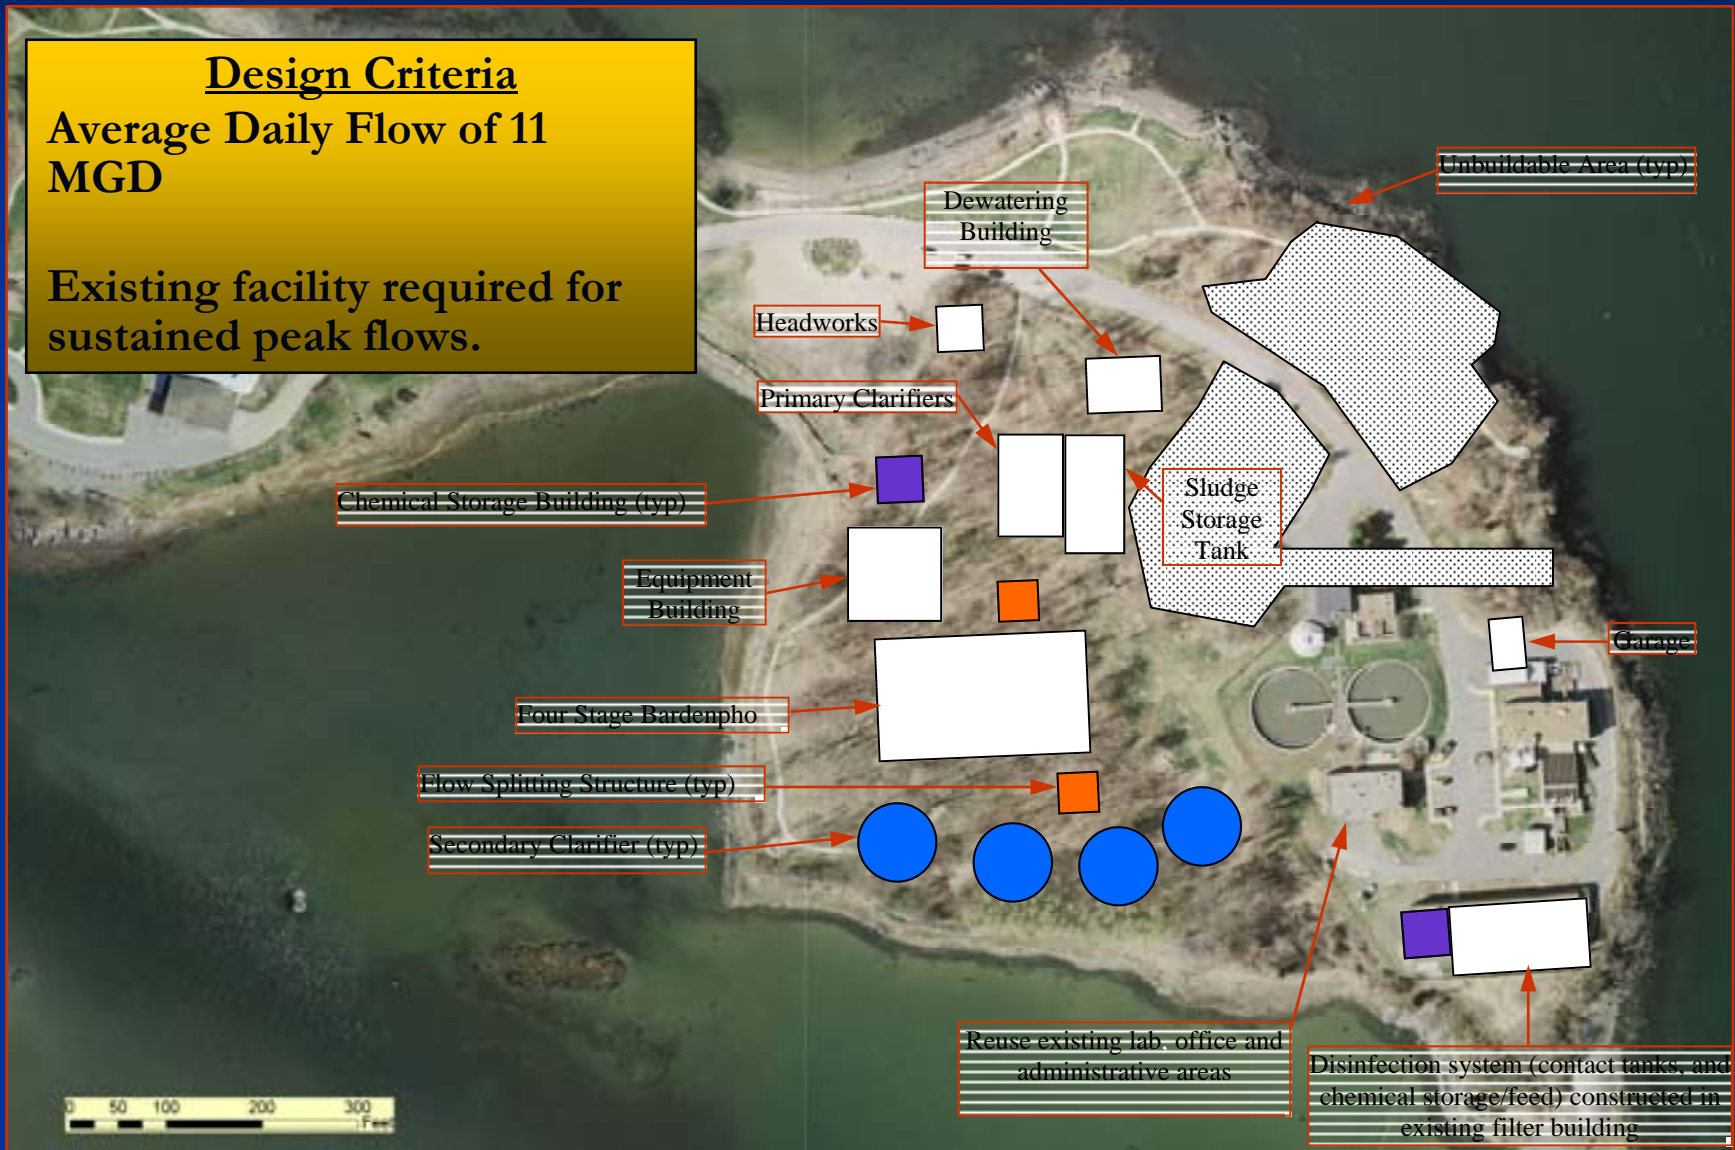 Design Criteria
Average Daily Flow of 11
MGD
Existing facility required for
sustained peak flows.
Unbuildable Area (typ)
Dewatering
Building
Headworks
Primary Clarifiers
Chemical Storage Building (typ)
Sludge
Storage
Tank
Equipment
Building
Garage
Four Stage Bardenpho
Flow Splitting Structure (typ)
Secondary Clarifier (typ)
Reuse existing lab, office and
administrative areas
Disinfection system (contact tanks, and
chemical storage/feed) constructed in
existing filter building
0 50 100 200 300
Feet